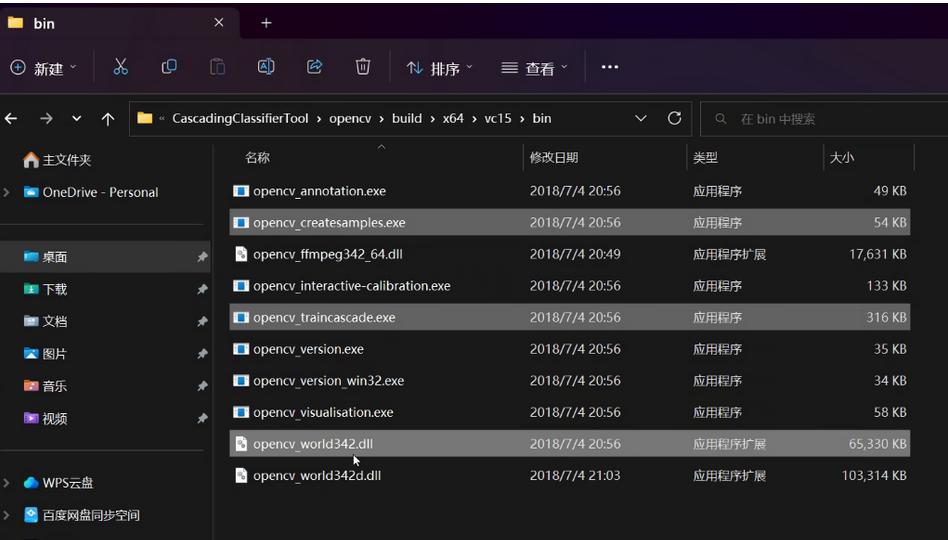 bin
新建
排序
查看
CascadingClassifierTool › opencv › build › x64 › vc15 › bin
在 bin 中搜索
主文件夹
OneDrive - Personal
桌面
下载
文档
图片
音乐
视频
WPS云盘
百度网盘同步空间
名称 修改日期 类型 大小
opencv_annotation.exe 2018/7/4 20:56 应用程序 49 KB
opencv_createsamples.exe 2018/7/4 20:56 应用程序 54 KB
opencv_ffmpeg342_64.dll 2018/7/4 20:49 应用程序扩展 17,631 KB
opencv_interactive-calibration.exe 2018/7/4 20:56 应用程序 133 KB
opencv_traincascade.exe 2018/7/4 20:56 应用程序 316 KB
opencv_version.exe 2018/7/4 20:56 应用程序 35 KB
opencv_version_win32.exe 2018/7/4 20:56 应用程序 34 KB
opencv_visualisation.exe 2018/7/4 20:56 应用程序 58 KB
opencv_world342.dll 2018/7/4 20:56 应用程序扩展 65,330 KB
opencv_world342d.dll 2018/7/4 21:03 应用程序扩展 103,314 KB